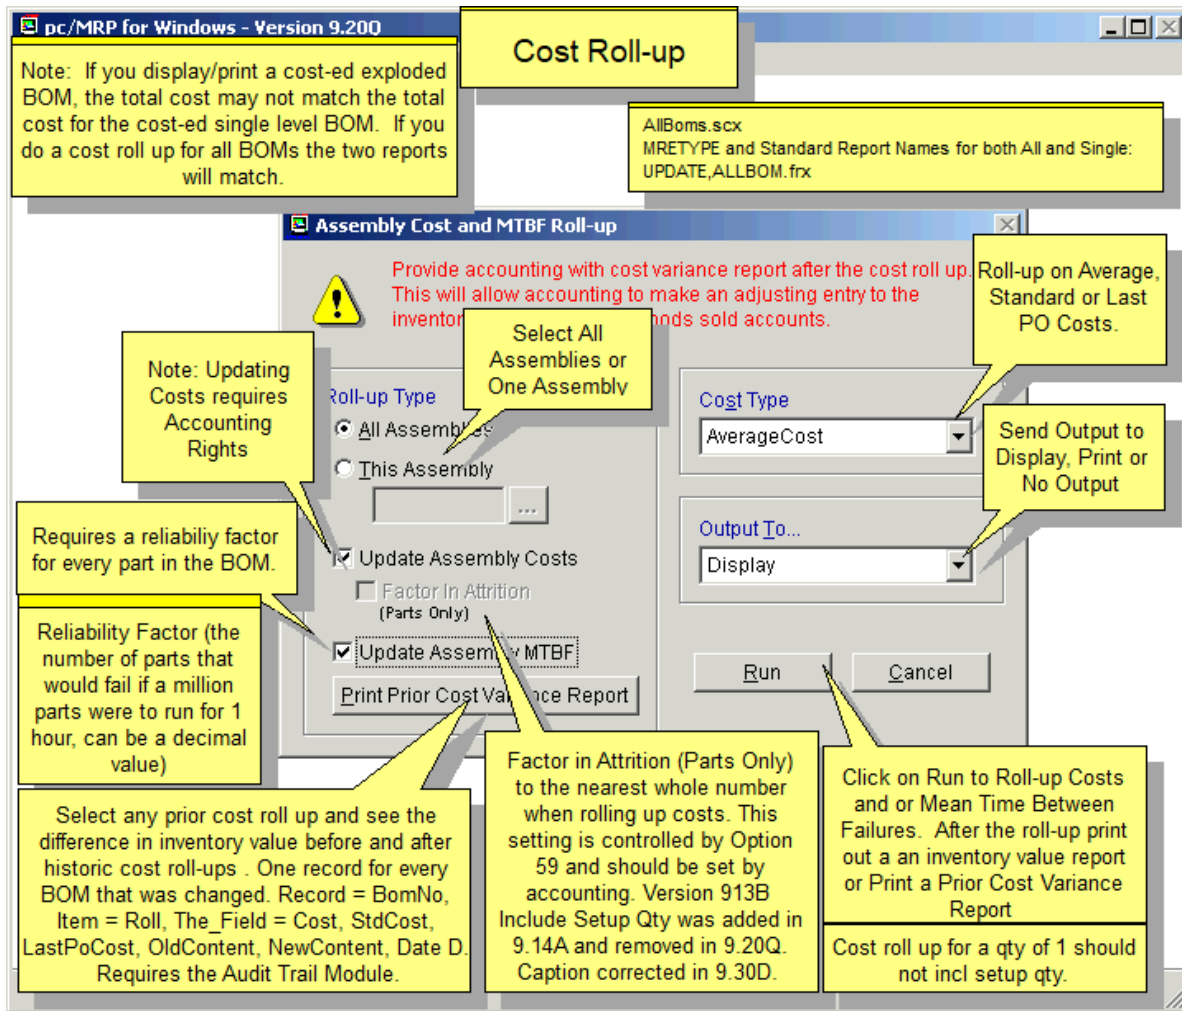 pc/MRP for Windows - Version 9.20Q
Cost Roll-up
Note: If you display/print a cost-ed exploded
BOM, the total cost may not match the total
cost for the cost-ed single level BOM. If you
do a cost roll up for all BOMs the two reports
will match.
AllBoms.scx
MRETYPE and Standard Report Names for both All and Single:
UPDATE,ALLBOM.frx
Assembly Cost and MTBF Roll-up
Provide accounting with cost variance report after the cost roll up.
This will allow accounting to make an adjusting entry to the
inventor ods sold accounts.
Roll-up on Average,
Standard or Last
PO Costs.
Select All
Assemblies or
One Assembly
Note: Updating
Costs requires
Accounting
Rights
Roll-up Type
All Assemblies
This Assembly
...
Cost Type
AverageCost
Send Output to
Display, Print or
No Output
Output To...
Display
Requires a reliabiliy factor
for every part in the BOM.
Update Assembly Costs
Factor In Attrition
(Parts Only)
Reliability Factor (the
number of parts that
would fail if a million
parts were to run for 1
hour, can be a decimal
value)
Update Assembly MTBF
Print Prior Cost Variance Report
Run
Cancel
Select any prior cost roll up and see the
difference in inventory value before and after
historic cost roll-ups . One record for every
BOM that was changed. Record = BomNo,
Item = Roll, The_Field = Cost, StdCost,
LastPoCost, OldContent, NewContent, Date D.
Requires the Audit Trail Module.
Factor in Attrition (Parts Only)
to the nearest whole number
when rolling up costs. This
setting is controlled by Option
59 and should be set by
accounting. Version 913B
Include Setup Qty was added in
9.14A and removed in 9.20Q.
Caption corrected in 9.30D.
Click on Run to Roll-up Costs
and or Mean Time Between
Failures. After the roll-up print
out a an inventory value report
or Print a Prior Cost Variance
Report
Cost roll up for a qty of 1 should
not incl setup qty.